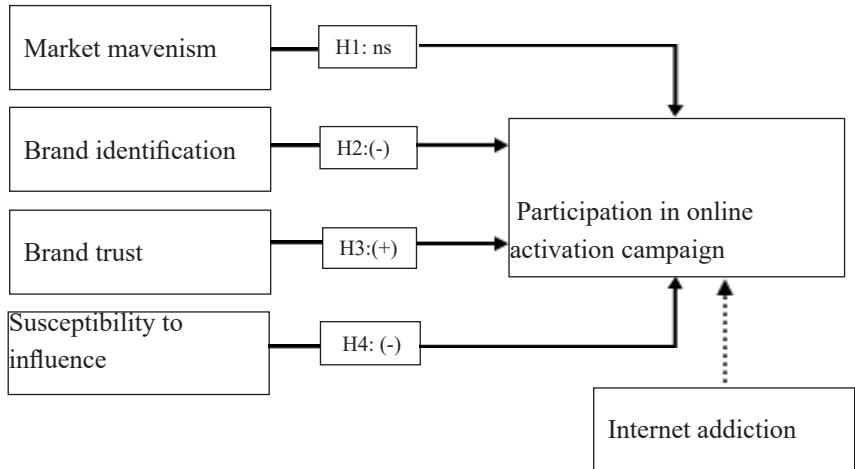 Market mavenism
H1: ns
Brand identification
H2:(-)
Brand trust
H3:(+)
Susceptibility to
influence
H4: (-)
Participation in online
activation campaign
Internet addiction